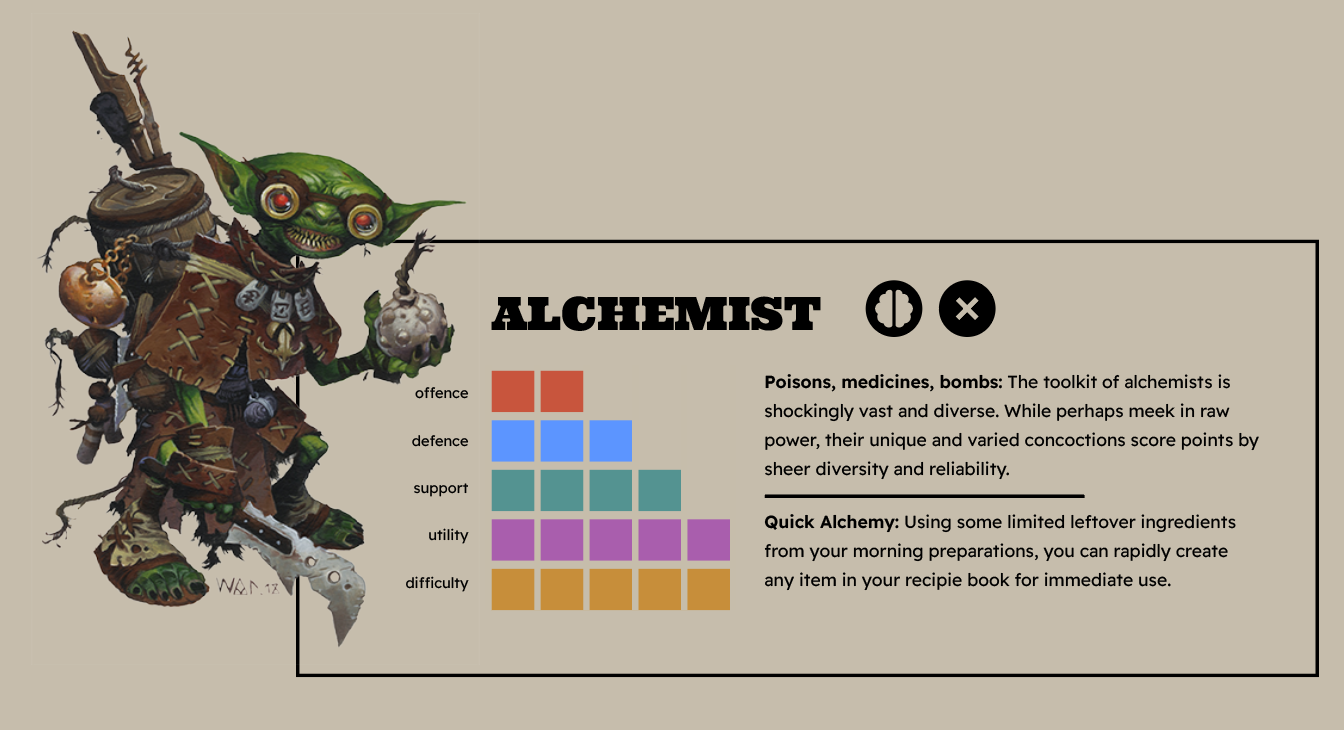 ALCHEMIST
offence
defence
support
utility
difficulty
Poisons, medicines, bombs: The toolkit of alchemists is
shockingly vast and diverse. While perhaps meek in raw
power, their unique and varied concoctions score points by
sheer diversity and reliability.
Quick Alchemy: Using some limited leftover ingredients
from your morning preparations, you can rapidly create
any item in your recipie book for immediate use.